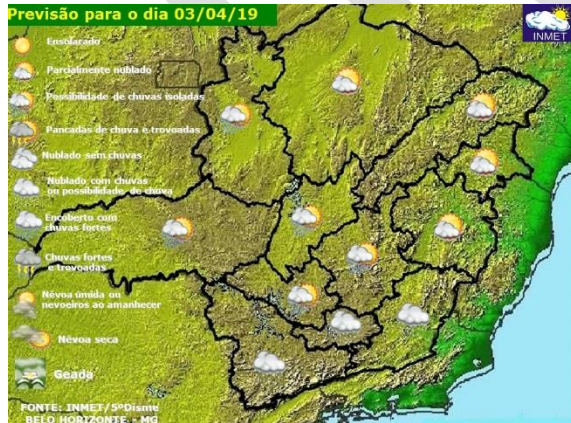 Previsão para o dia 03/04/19
INMET
Ensolarado
Parcialmente nublado
Possibilidade de chuvas isoladas
Pancadas de chuva e trovoadas
Nublado sem chuvas
Nublado com chuvas
ou possibilidade de chuva
Encoberto com
chuvas fortes
Chuvas fortes
e trovoadas
Névoa úmida ou
nevoeiros ao amanhecer
Névoa seca
Geada
FONTE: INMET/5ºDisme
BELO HORIZONTE - MG